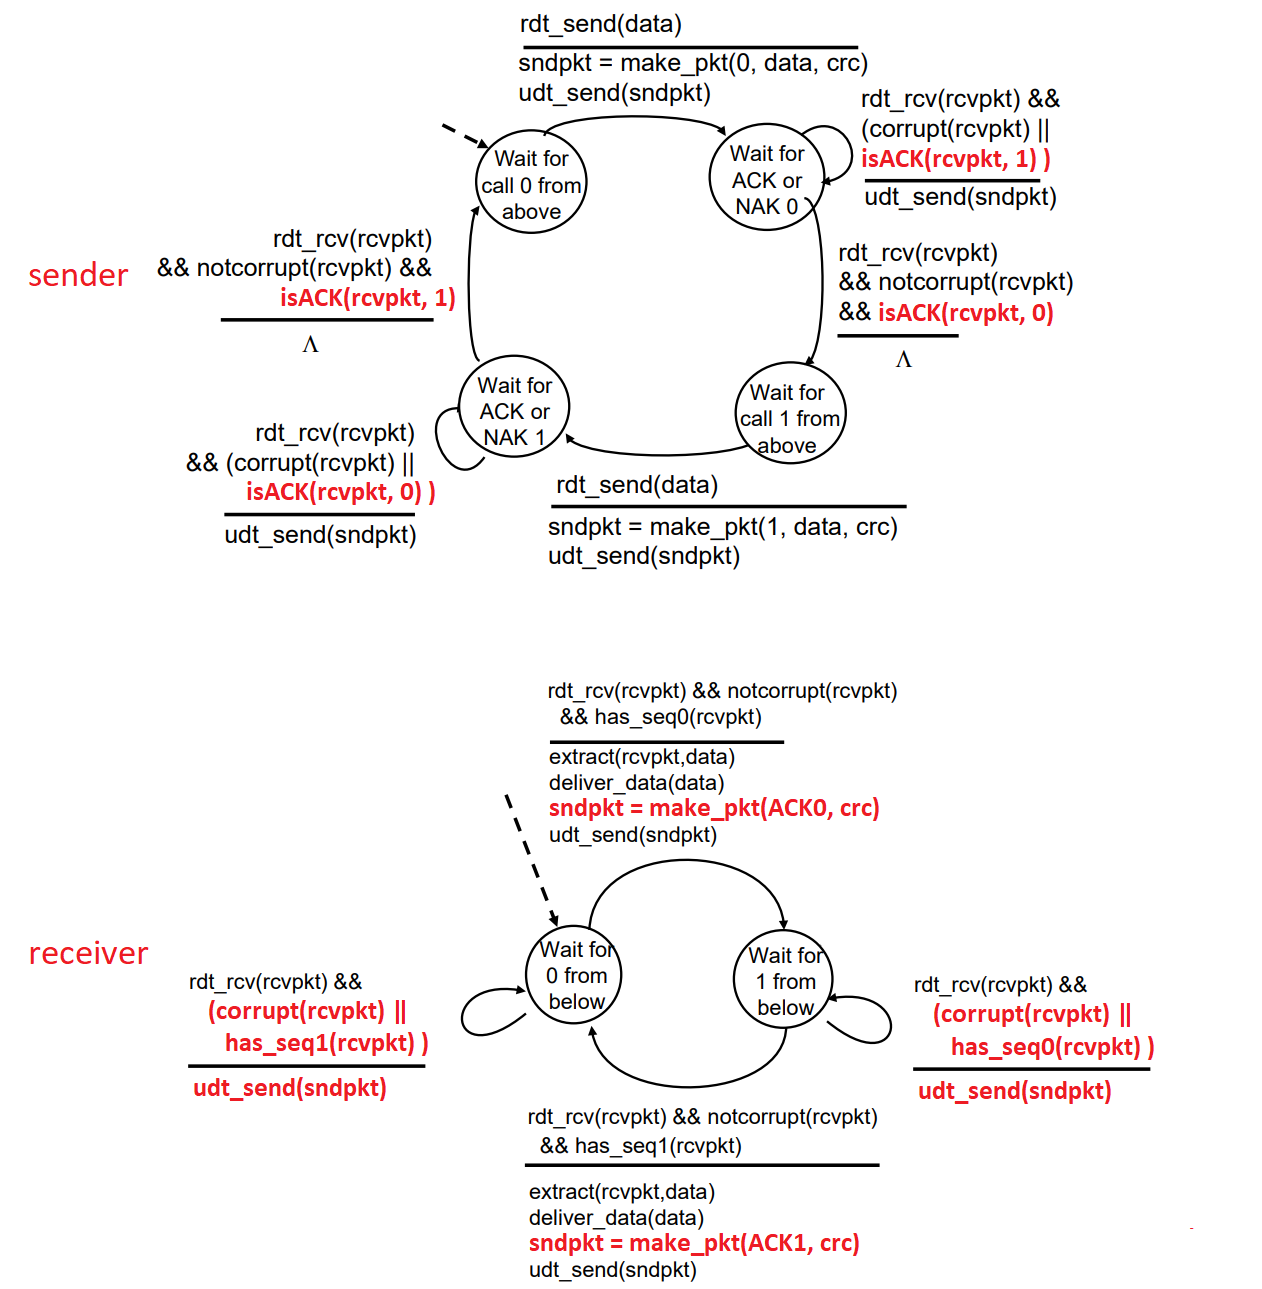 rdt_send(data)
sndpkt = make_pkt(0, data, crc)
udt_send(sndpkt)
rdt_rcv(rcvpkt) &&
(corrupt(rcvpkt) ||
isACK(rcvpkt, 1) )
udt_send(sndpkt)
Wait for
call 0 from
above
Wait for
ACK or
NAK 0
rdt_rcv(rcvpkt)
&& notcorrupt(rcvpkt) &&
isACK(rcvpkt, 1)
Λ
sender
rdt_rcv(rcvpkt)
&& notcorrupt(rcvpkt)
&& isACK(rcvpkt, 0)
Λ
Wait for
ACK or
NAK 1
Wait for
call 1 from
above
rdt_rcv(rcvpkt)
&& (corrupt(rcvpkt) ||
isACK(rcvpkt, 0) )
udt_send(sndpkt)
rdt_send(data)
sndpkt = make_pkt(1, data, crc)
udt_send(sndpkt)
rdt_rcv(rcvpkt) && notcorrupt(rcvpkt)
&& has_seq0(rcvpkt)
extract(rcvpkt,data)
deliver_data(data)
sndpkt = make_pkt(ACK0, crc)
udt_send(sndpkt)
receiver
Wait for
0 from
below
Wait for
1 from
below
rdt_rcv(rcvpkt) &&
(corrupt(rcvpkt) ||
has_seq1(rcvpkt) )
udt_send(sndpkt)
rdt_rcv(rcvpkt) &&
(corrupt(rcvpkt) ||
has_seq0(rcvpkt) )
udt_send(sndpkt)
rdt_rcv(rcvpkt) && notcorrupt(rcvpkt)
&& has_seq1(rcvpkt)
extract(rcvpkt,data)
deliver_data(data)
sndpkt = make_pkt(ACK1, crc)
udt_send(sndpkt)